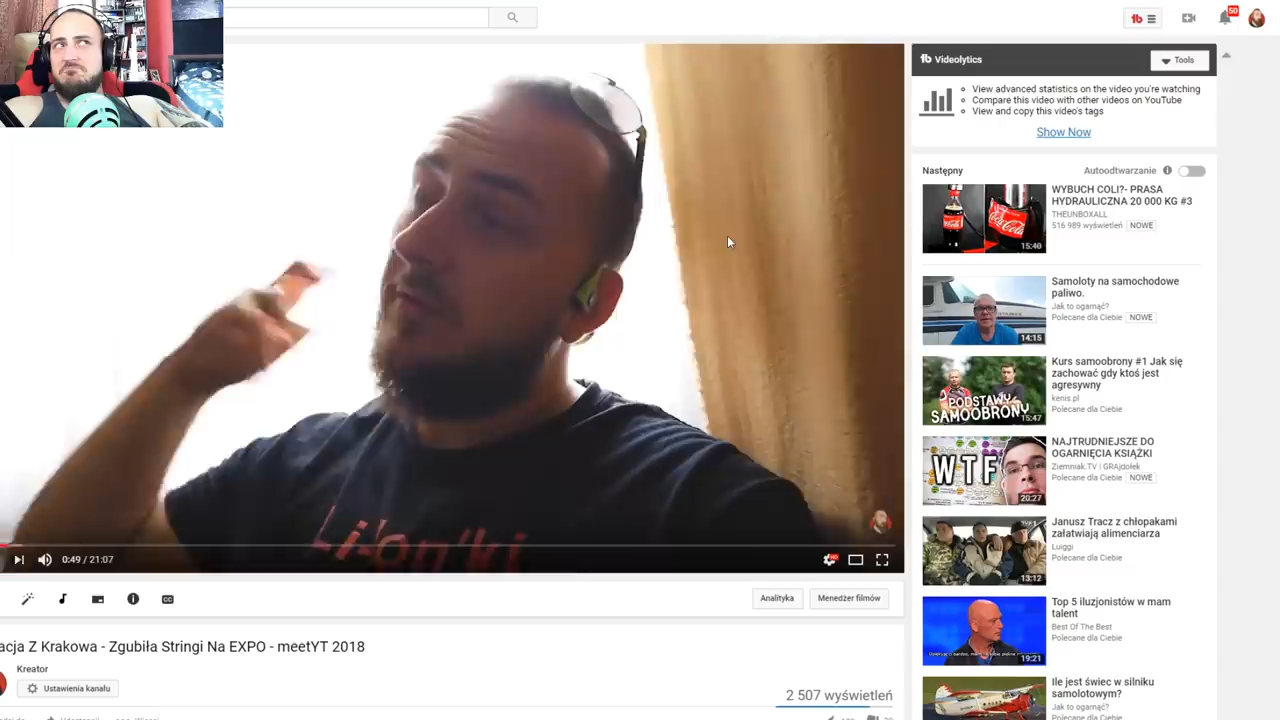 tb
50
tb Videolytics
Tools
View advanced statistics on the video you're watching
Compare this video with other videos on YouTube
View and copy this video's tags
Show Now
Następny
Autoodtwarzanie
WYBUCH COLI?- PRASA
HYDRAULICZNA 20 000 KG #3
THEUNBOXALL
516 989 wyświetleń NOWE
Coca-Cola
15:40
Samoloty na samochodowe
paliwo.
Jak to ogarnąć?
Polecane dla Ciebie NOWE
14:15
Kurs samoobrony #1 Jak się
zachować gdy ktoś jest
agresywny
kenis.pl
Polecane dla Ciebie
PODSTAWY
SAMOOBRONY
15:47
NAJTRUDNIEJSZE DO
OGARNIĘCIA KSIĄŻKI
Ziemniak.TV i GRAjdołek
Polecane dla Ciebie NOWE
WTF
20:27
Janusz Tracz z chłopakami
załatwiają alimenciarza
Luiggi
Polecane dla Ciebie
13:12
Top 5 iluzjonistów w mam
talent
Best Of The Best
Polecane dla Ciebie
19:21
Ile jest świec w silniku
samolotowym?
Jak to ogarnąć?
Polecane dla Ciebie
0:49 / 21:07
HD
CC
Analityka
Menedżer filmów
acja Z Krakowa - Zgubiła Stringi Na EXPO - meetYT 2018
Kreator
Ustawienia kanału
2 507 wyświetleń